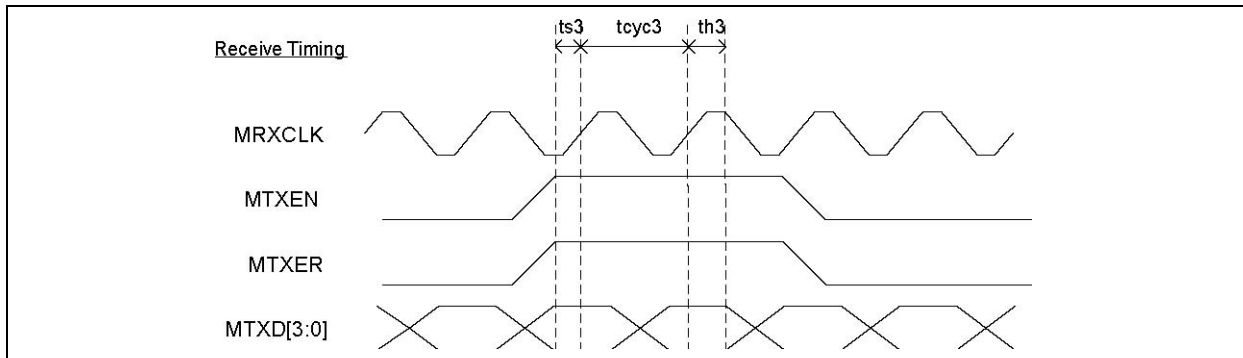 ts3 tcyc3 th3
Receive Timing
MRXCLK
MTXEN
MTXER
MTXD[3:0]